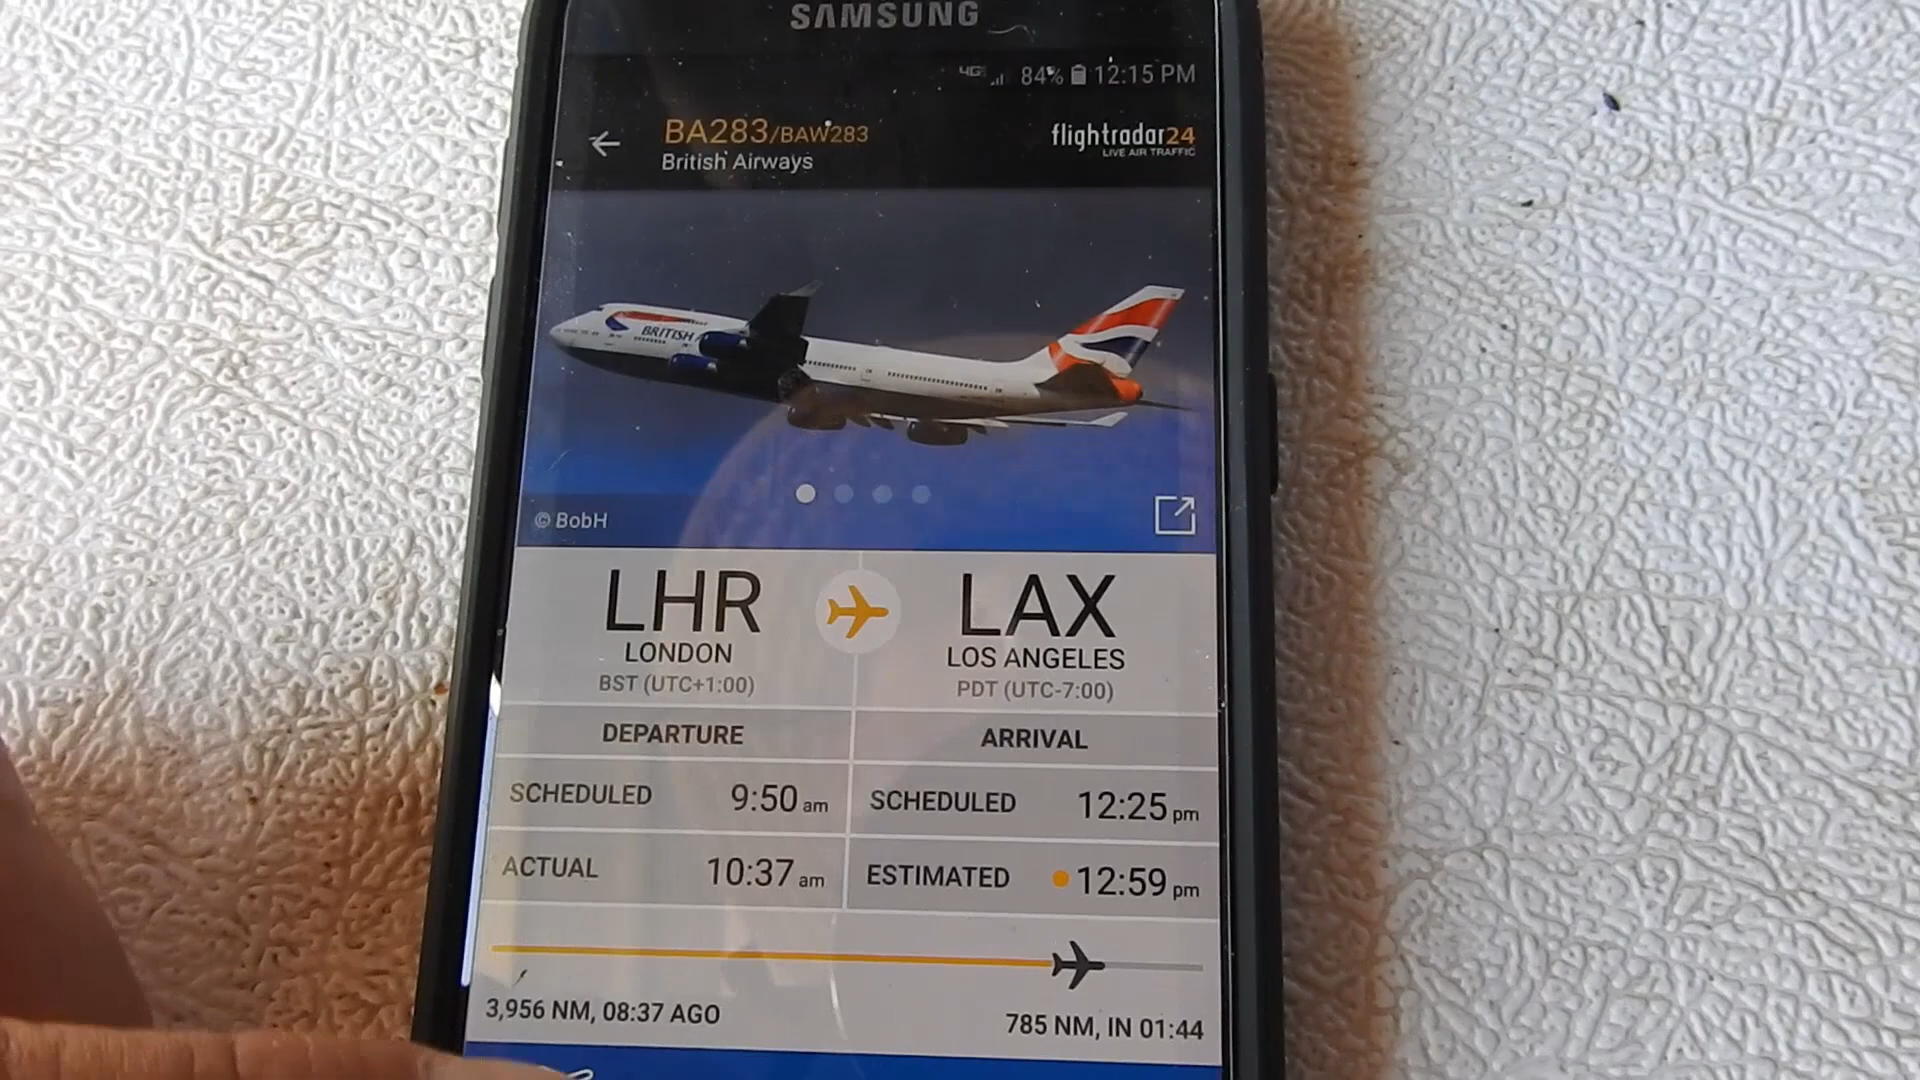 SAMSUNG
4G 84% 12:15 PM
BA283/BAW283
British Airways
flightradar24
LIVE AIR TRAFFIC
BRITISH
© BobH
LHR
LONDON
BST (UTC+1:00)
LAX
LOS ANGELES
PDT (UTC-7:00)
DEPARTURE
ARRIVAL
SCHEDULED 9:50 am
SCHEDULED 12:25 pm
ACTUAL 10:37 am
ESTIMATED 12:59 pm
3,956 NM, 08:37 AGO
785 NM, IN 01:44